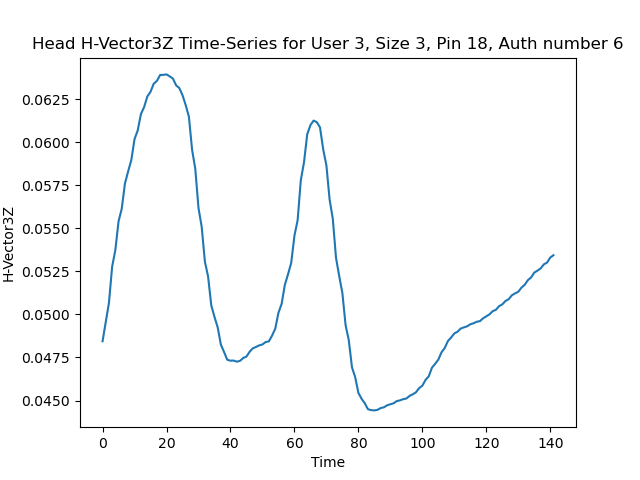 Head H-Vector3Z Time-Series for User 3, Size 3, Pin 18, Auth number 6
H-Vector3Z
0.0625
0.0600
0.0575
0.0550
0.0525
0.0500
0.0475
0.0450
0 20 40 60 80 100 120 140
Time